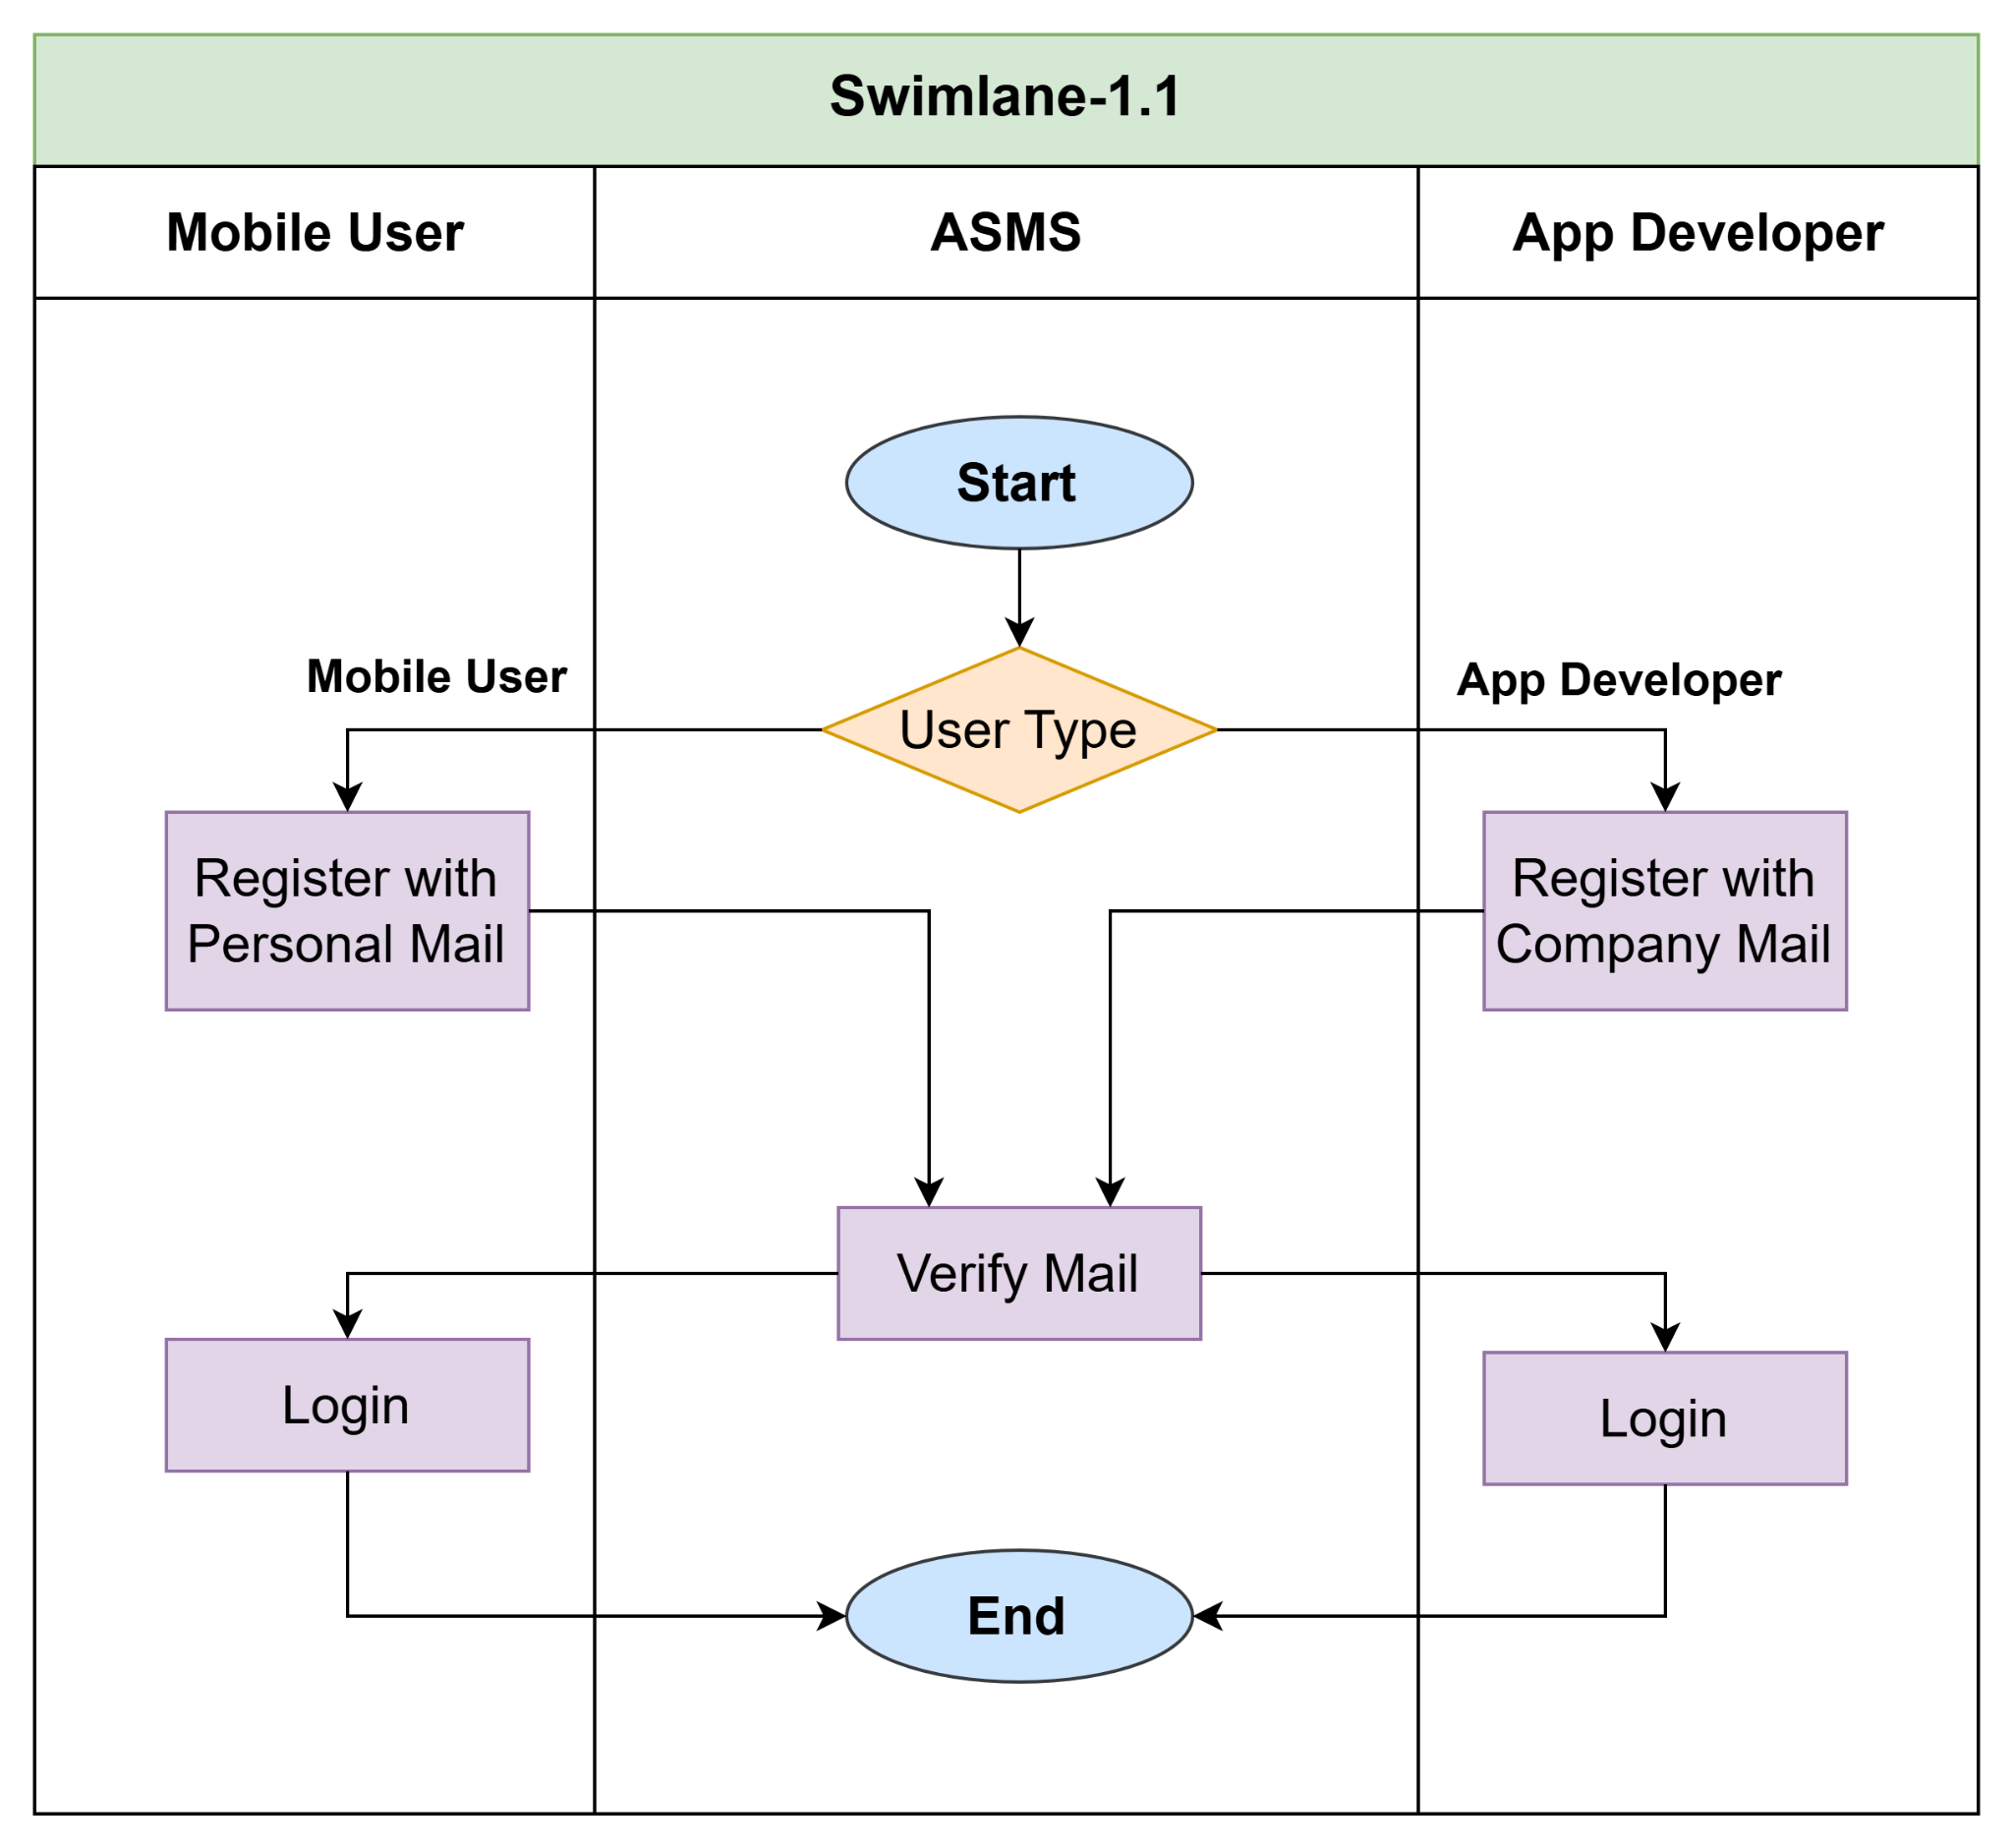 Swimlane-1.1
Mobile User
ASMS
App Developer
Start
Mobile User
App Developer
User Type
Register with
Personal Mail
Register with
Company Mail
Verify Mail
Login
Login
End